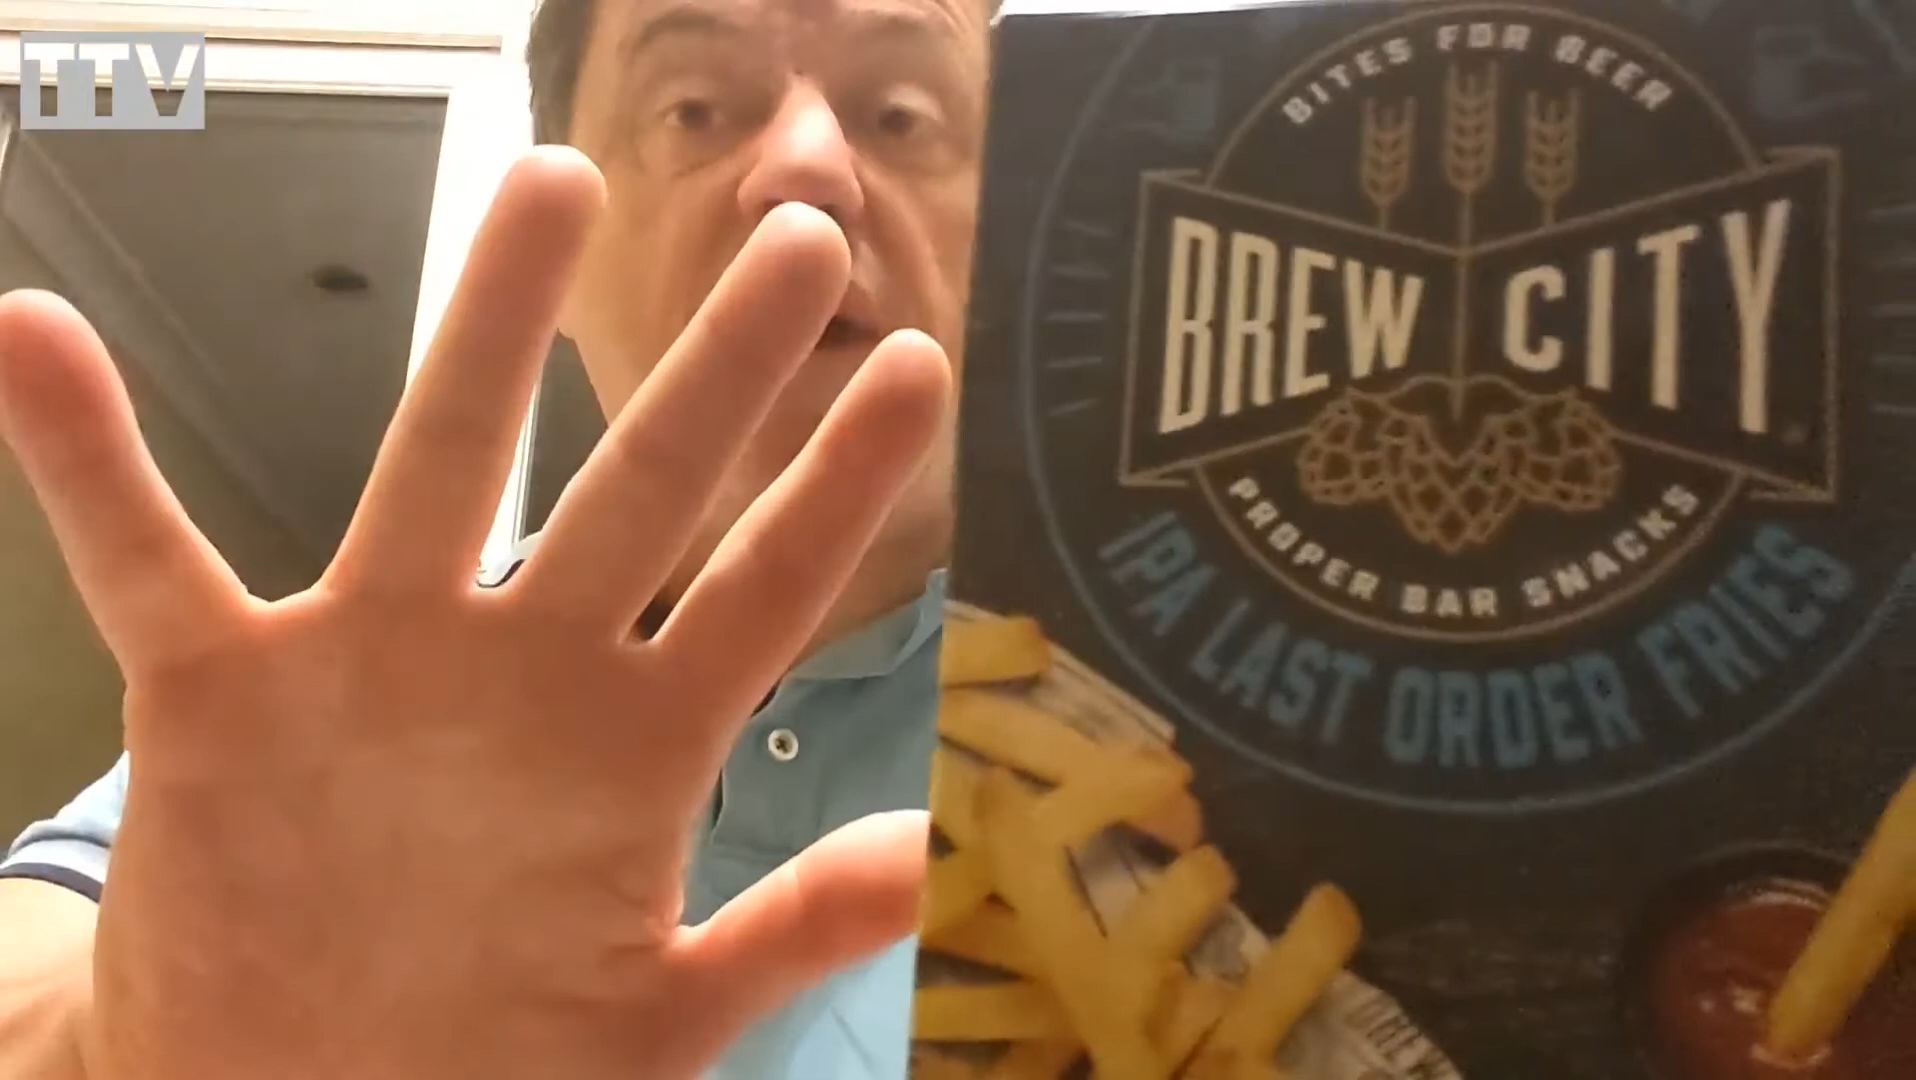 TTV
BITES FOR BEER
BREW CITY
PROPER BAR SNACKS
IPA LAST ORDER FRIES